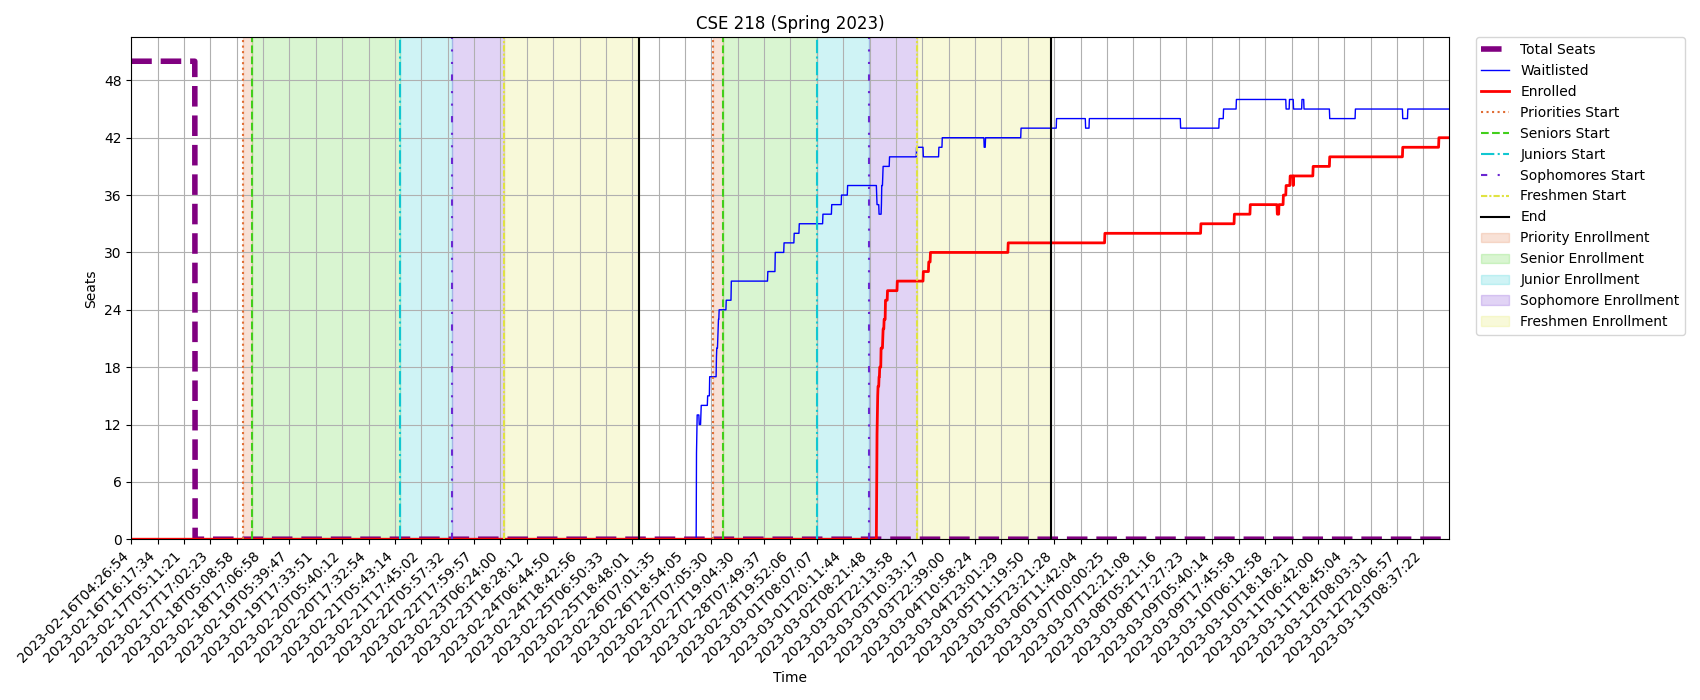 CSE 218 (Spring 2023)
Seats
48
42
36
30
24
18
12
6
0
2023-02-16T04:26:54
2023-02-16T16:17:34
2023-02-17T05:11:21
2023-02-17T17:02:23
2023-02-18T05:08:56
2023-02-18T17:06:58
2023-02-19T05:39:47
2023-02-19T17:33:51
2023-02-20T05:40:12
2023-02-20T17:32:54
2023-02-21T05:43:14
2023-02-21T17:45:02
2023-02-22T05:57:32
2023-02-22T17:59:57
2023-02-23T06:24:00
2023-02-23T18:28:12
2023-02-24T06:44:50
2023-02-24T18:42:56
2023-02-25T06:50:33
2023-02-25T18:48:01
2023-02-26T07:01:35
2023-02-26T18:54:05
2023-02-27T07:05:30
2023-02-27T19:04:30
2023-02-28T07:49:37
2023-02-28T19:52:06
2023-03-01T08:07:07
2023-03-01T20:11:44
2023-03-02T08:21:48
2023-03-02T22:13:58
2023-03-03T10:33:17
2023-03-03T22:39:00
2023-03-04T10:58:24
2023-03-04T23:01:29
2023-03-05T11:19:50
2023-03-05T23:21:28
2023-03-06T11:42:04
2023-03-07T00:00:25
2023-03-07T12:21:08
2023-03-08T05:21:16
2023-03-08T17:27:23
2023-03-09T05:40:14
2023-03-09T17:45:58
2023-03-10T06:12:58
2023-03-10T18:18:21
2023-03-11T06:42:00
2023-03-11T18:45:04
2023-03-12T08:03:31
2023-03-12T20:06:57
2023-03-13T08:37:22
Time
Total Seats
Waitlisted
Enrolled
Priorities Start
Seniors Start
Juniors Start
Sophomores Start
Freshmen Start
End
Priority Enrollment
Senior Enrollment
Junior Enrollment
Sophomore Enrollment
Freshmen Enrollment